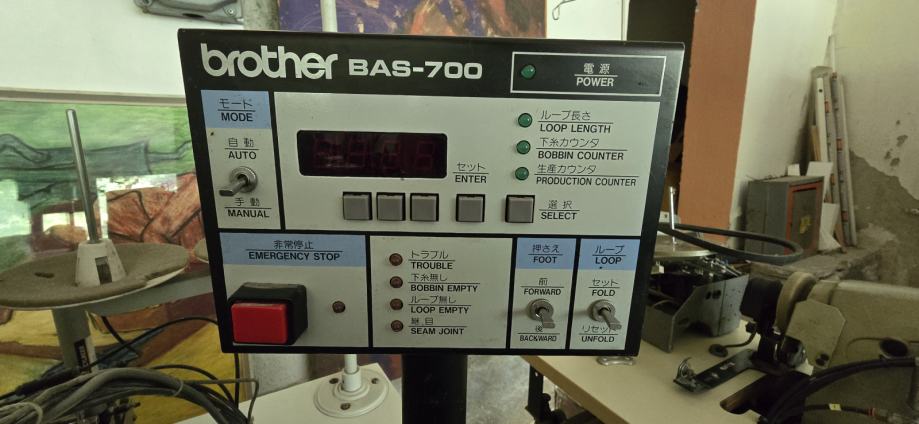 brother BAS-700
電源
POWER
モード
MODE
自動
AUTO
手動
MANUAL
セット
ENTER
ループ長さ
LOOP LENGTH
下糸カウンタ
BOBBIN COUNTER
生産カウンタ
PRODUCTION COUNTER
選択
SELECT
非常停止
EMERGENCY STOP
トラブル
TROUBLE
下糸無し
BOBBIN EMPTY
ループ無し
LOOP EMPTY
継目
SEAM JOINT
押さえ
FOOT
前
FORWARD
後
BACKWARD
ループ
LOOP
セット
FOLD
リセット
UNFOLD